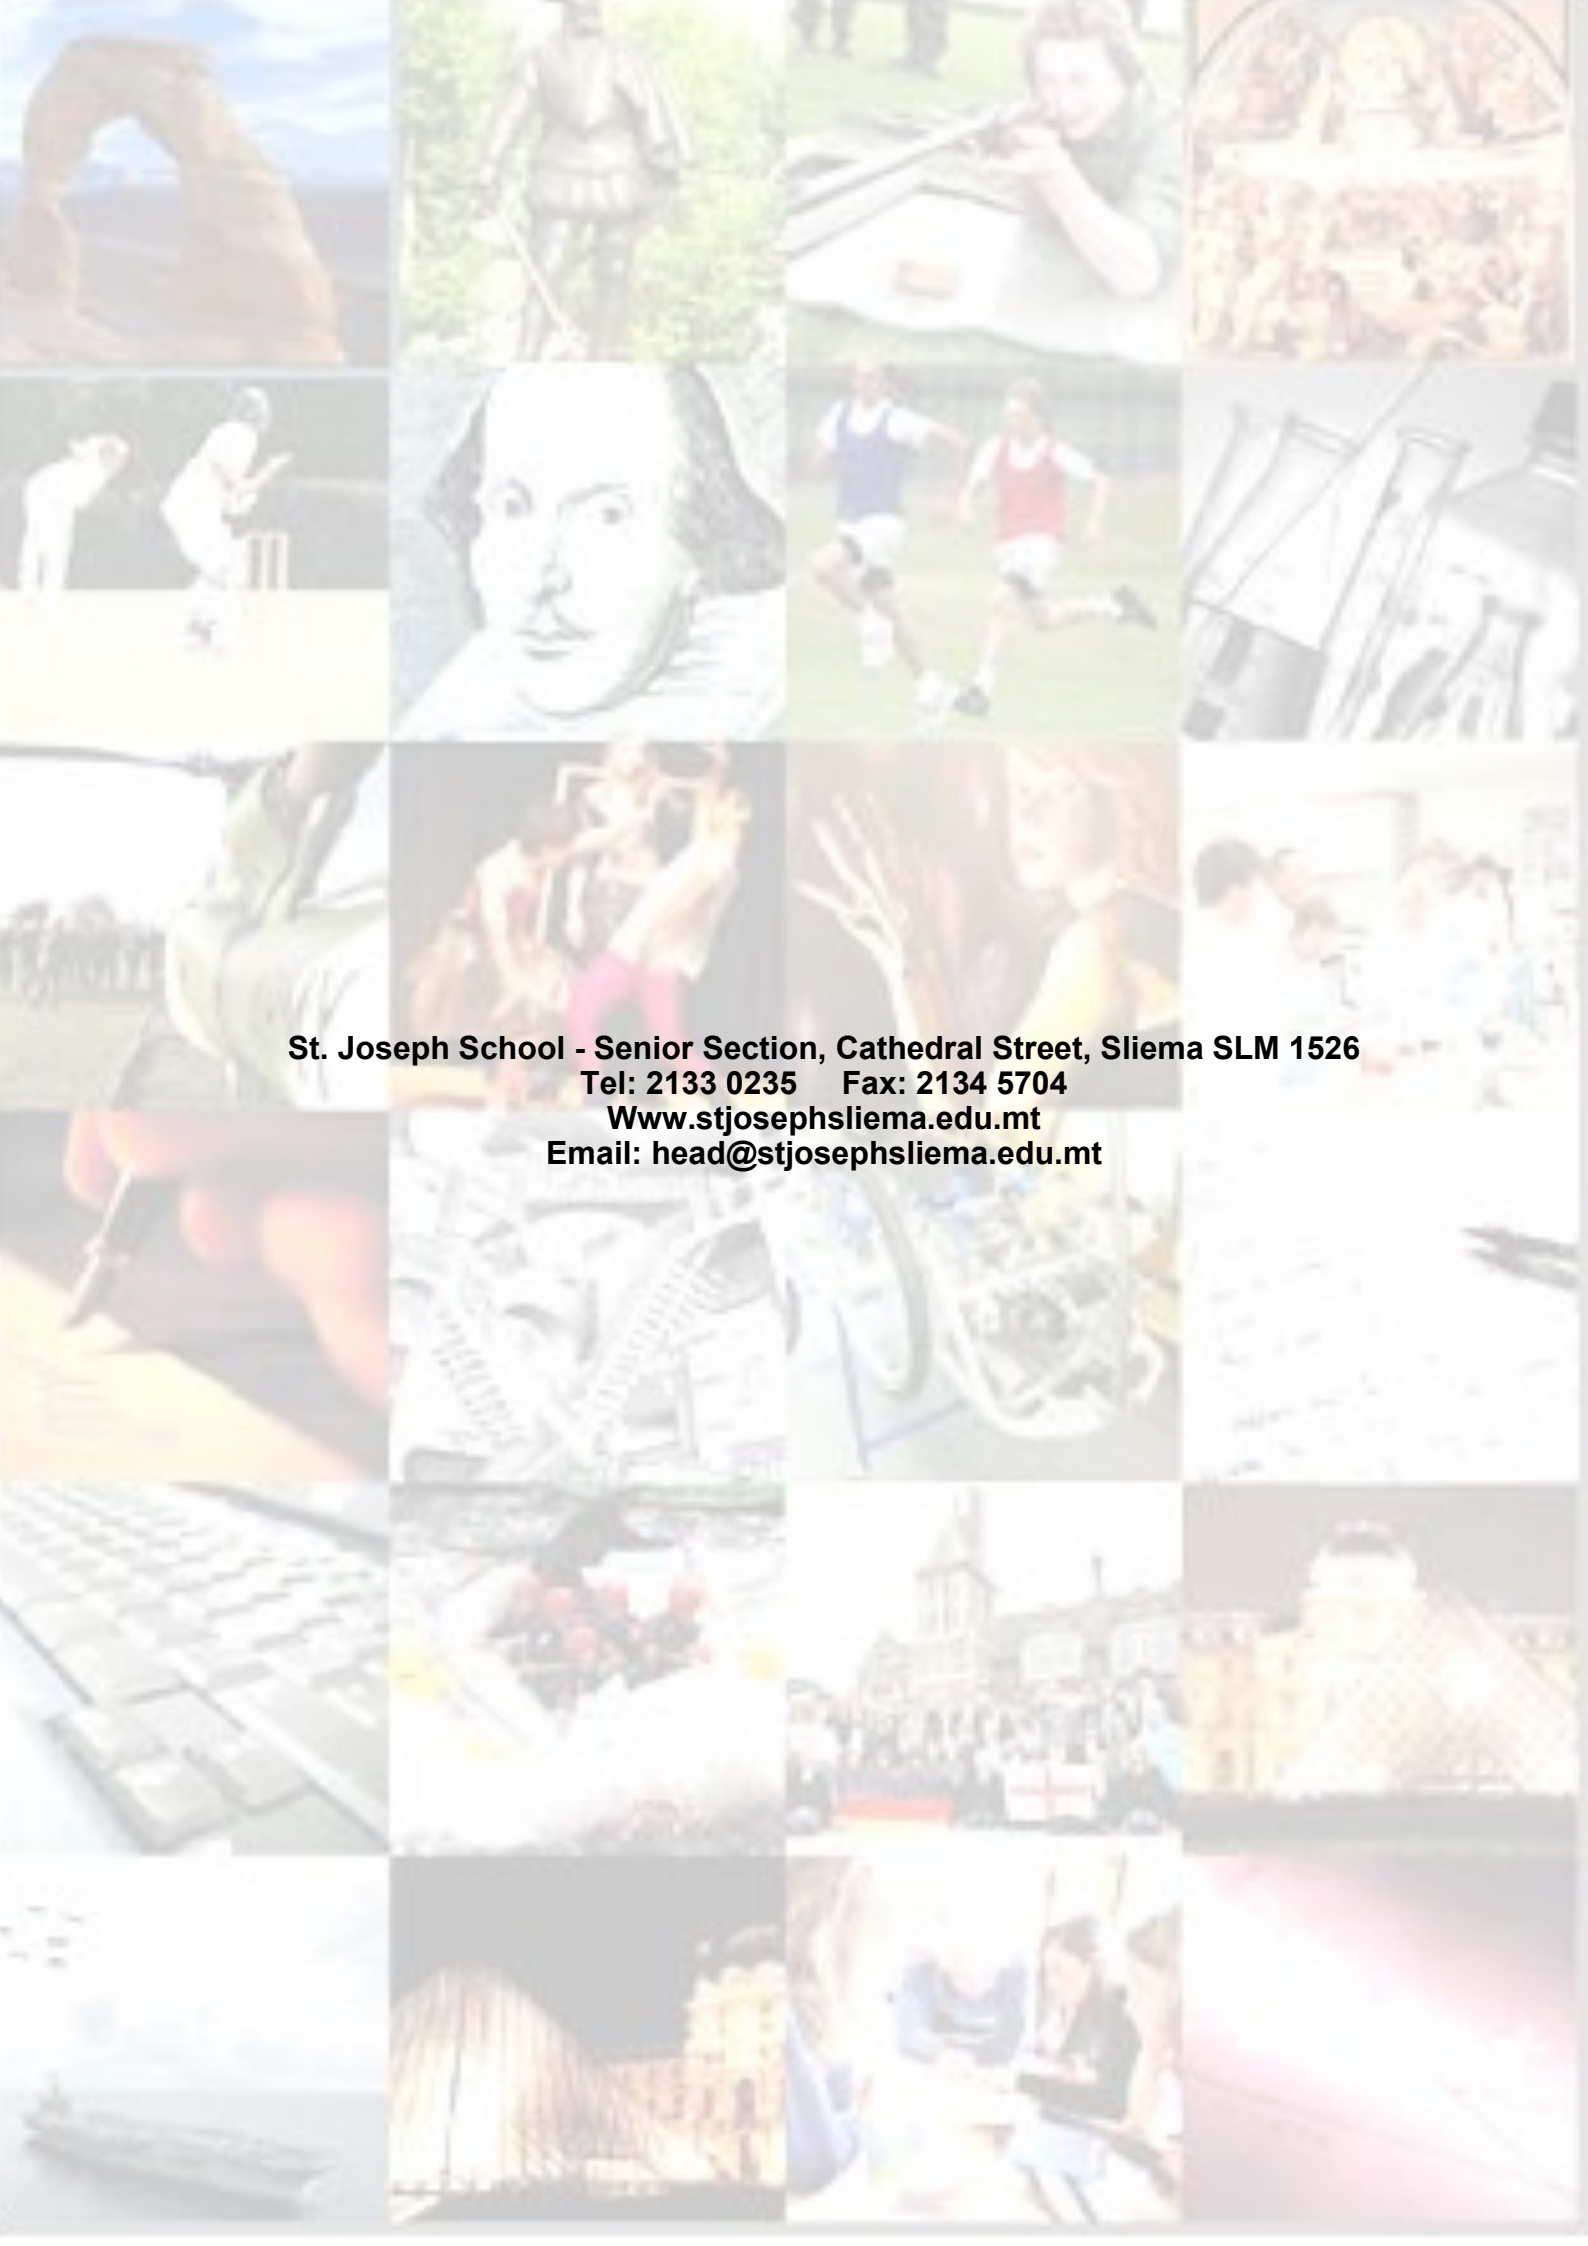 St. Joseph School - Senior Section, Cathedral Street, Sliema SLM 1526
Tel: 2133 0235 Fax: 2134 5704
Www.stjosephsliema.edu.mt
Email: head@stjosephsliema.edu.mt